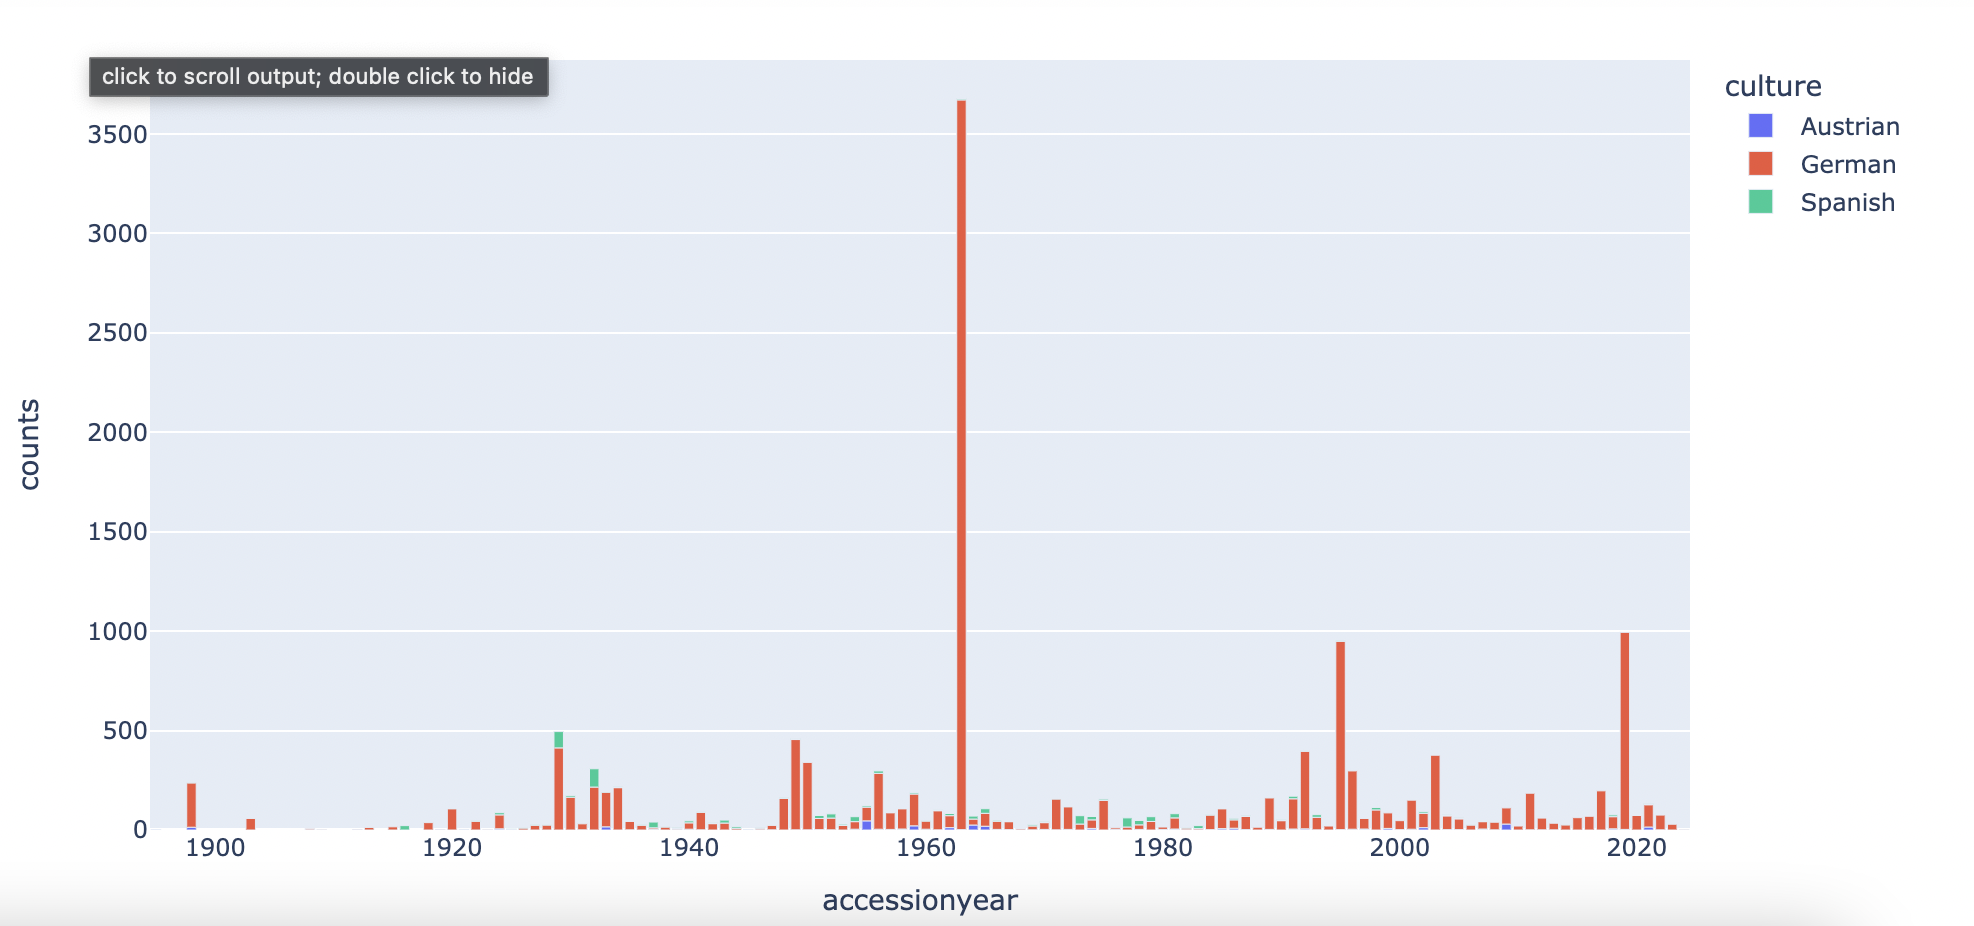 click to scroll output; double click to hide
culture
Austrian
German
Spanish
3500
3000
2500
2000
1500
1000
500
0
counts
1900 1920 1940 1960 1980 2000 2020
accessionyear